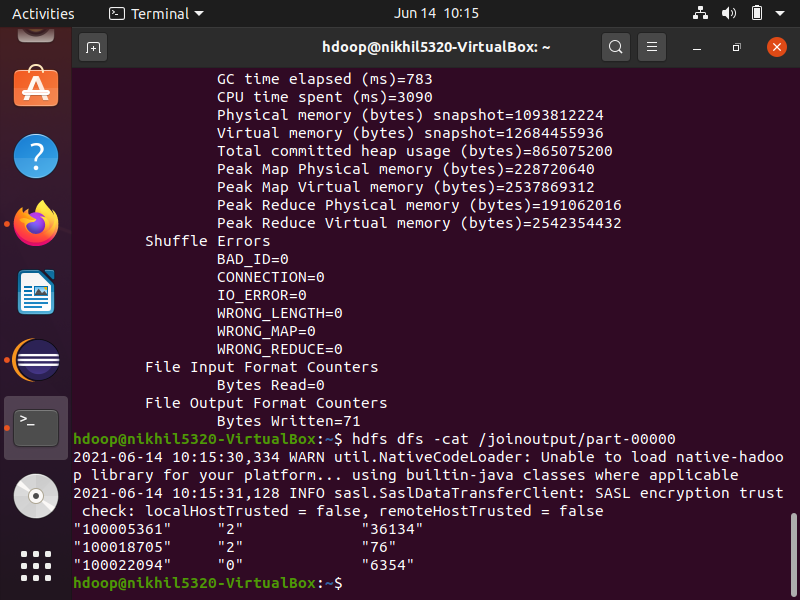 Activities Terminal Jun 14 10:15
hdoop@nikhil5320-VirtualBox: ~
GC time elapsed (ms)=783
CPU time spent (ms)=3090
Physical memory (bytes) snapshot=1093812224
Virtual memory (bytes) snapshot=12684455936
Total committed heap usage (bytes)=865075200
Peak Map Physical memory (bytes)=228720640
Peak Map Virtual memory (bytes)=2537869312
Peak Reduce Physical memory (bytes)=191062016
Peak Reduce Virtual memory (bytes)=2542354432
Shuffle Errors
BAD_ID=0
CONNECTION=0
IO_ERROR=0
WRONG_LENGTH=0
WRONG_MAP=0
WRONG_REDUCE=0
File Input Format Counters
Bytes Read=0
File Output Format Counters
Bytes Written=71
hdoop@nikhil5320-VirtualBox:~$ hdfs dfs -cat /joinoutput/part-00000
2021-06-14 10:15:30,334 WARN util.NativeCodeLoader: Unable to load native-hadoo
p library for your platform... using builtin-java classes where applicable
2021-06-14 10:15:31,128 INFO sasl.SaslDataTransferClient: SASL encryption trust
check: localHostTrusted = false, remoteHostTrusted = false
"100005361" "2" "36134"
"100018705" "2" "76"
"100022094" "0" "6354"
hdoop@nikhil5320-VirtualBox:~$